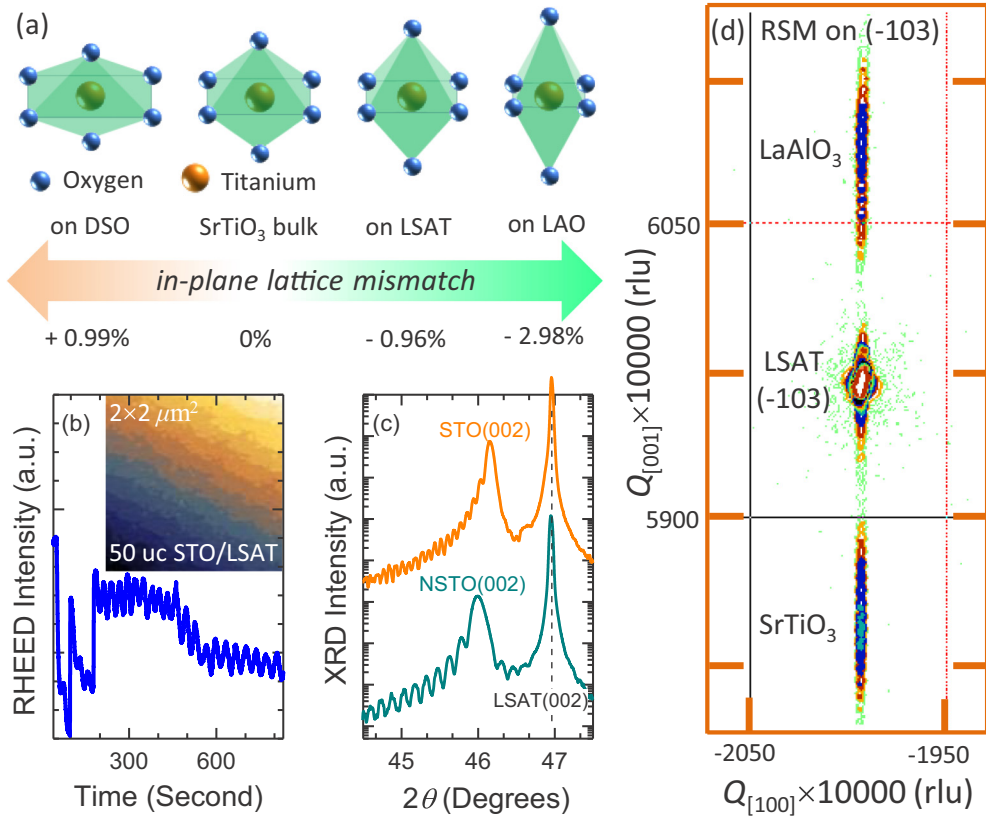 (a)
Oxygen Titanium
on DSO SrTiO₃ bulk on LSAT on LAO
in-plane lattice mismatch
+ 0.99% 0% - 0.96% - 2.98%
(b)
2×2 μm²
50 uc STO/LSAT
RHEED Intensity (a.u.)
300 600
Time (Second)
(c)
STO(002)
NSTO(002)
LSAT(002)
XRD Intensity (a.u.)
45 46 47
2θ (Degrees)
(d) RSM on (-103)
LaAlO₃
6050
LSAT
(-103)
5900
SrTiO₃
Q[001]×10000 (rlu)
-2050 -1950
Q[100]×10000 (rlu)